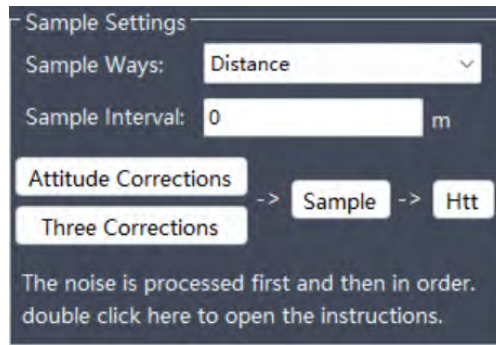 Sample Settings
Sample Ways: Distance
Sample Interval: 0 m
Attitude Corrections
-> Sample -> Htt
Three Corrections
The noise is processed first and then in order.
double click here to open the instructions.